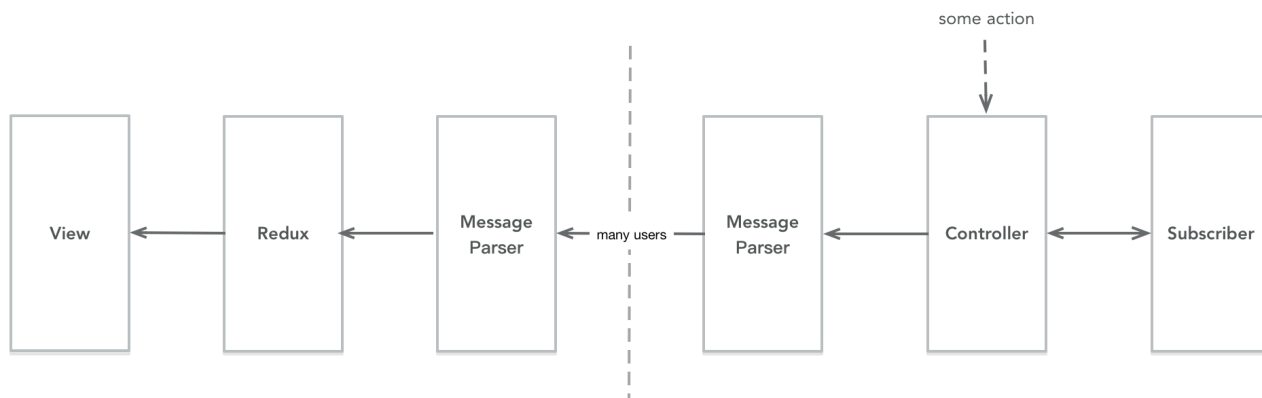 some action
View
Redux
Message
Parser
many users
Message
Parser
Controller
Subscriber